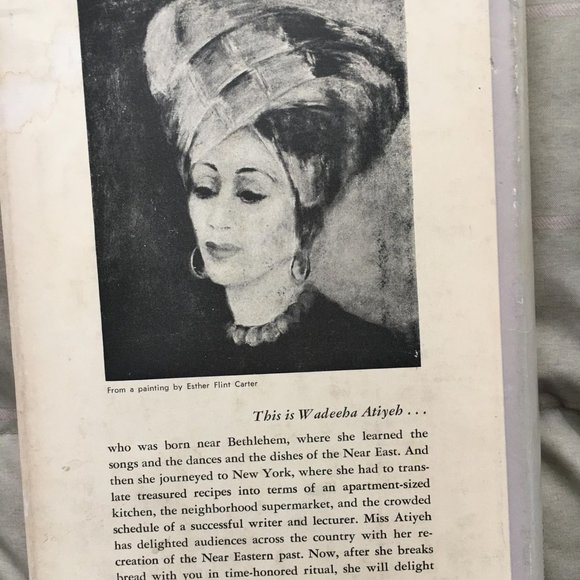 From a painting by Esther Flint Carter
This is Wadeeha Atiyeh . . .
who was born near Bethlehem, where she learned the
songs and the dances and the dishes of the Near East. And
then she journeyed to New York, where she had to trans-
late treasured recipes into terms of an apartment-sized
kitchen, the neighborhood supermarket, and the crowded
schedule of a successful writer and lecturer. Miss Atiyeh
has delighted audiences across the country with her re-
creation of the Near Eastern past. Now, after she breaks
bread with you in time-honored ritual, she will delight